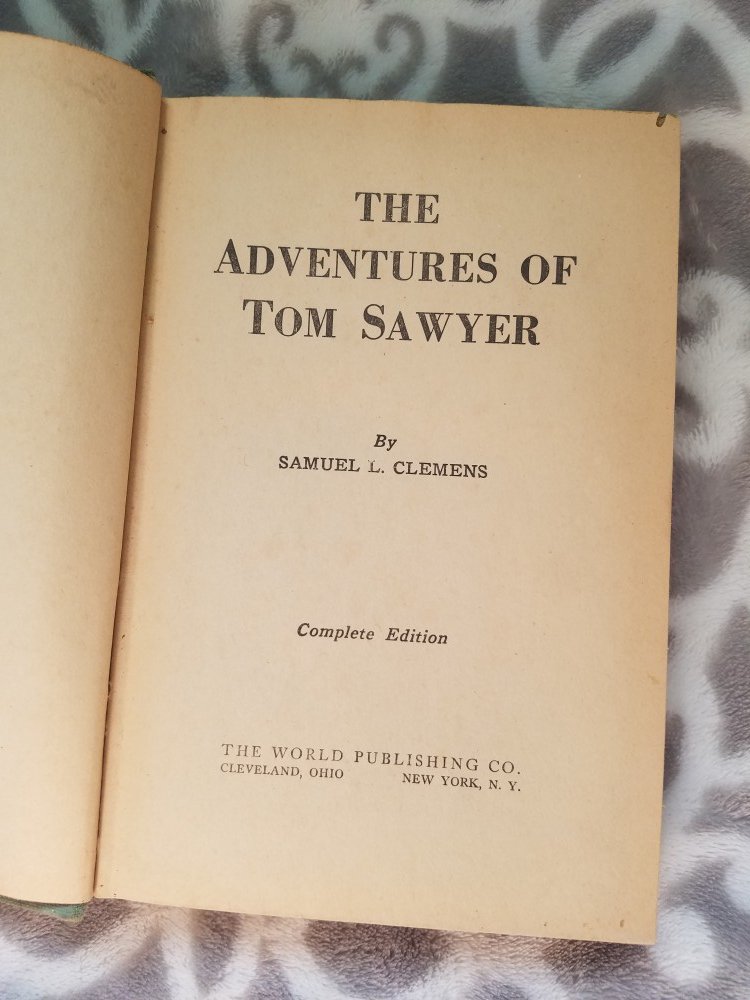 THE
ADVENTURES OF
TOM SAWYER
By
SAMUEL L. CLEMENS
Complete Edition
THE WORLD PUBLISHING CO.
CLEVELAND, OHIO NEW YORK, N. Y.